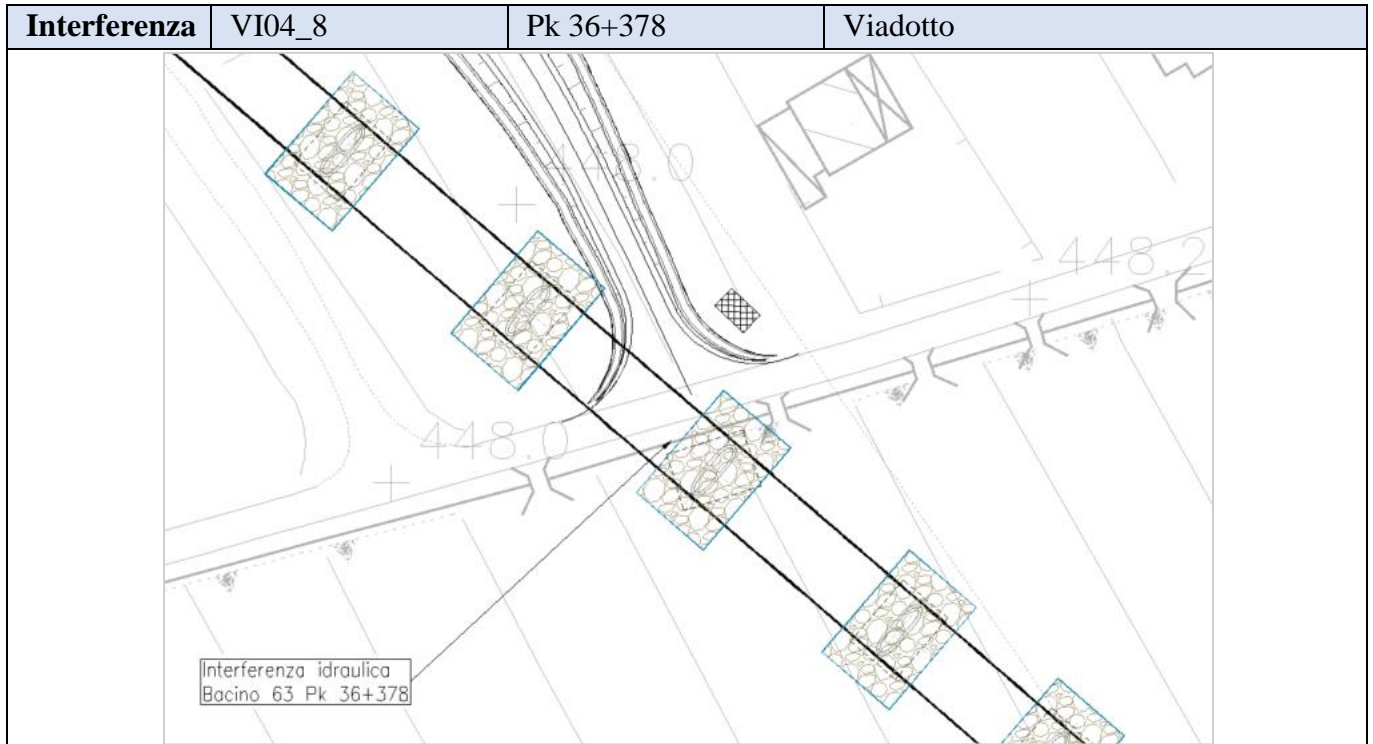 Interferenza VI04_8 Pk 36+378 Viadotto
448.0
448.2
448.0
Interferenza idraulica
Bacino 63 Pk 36+378